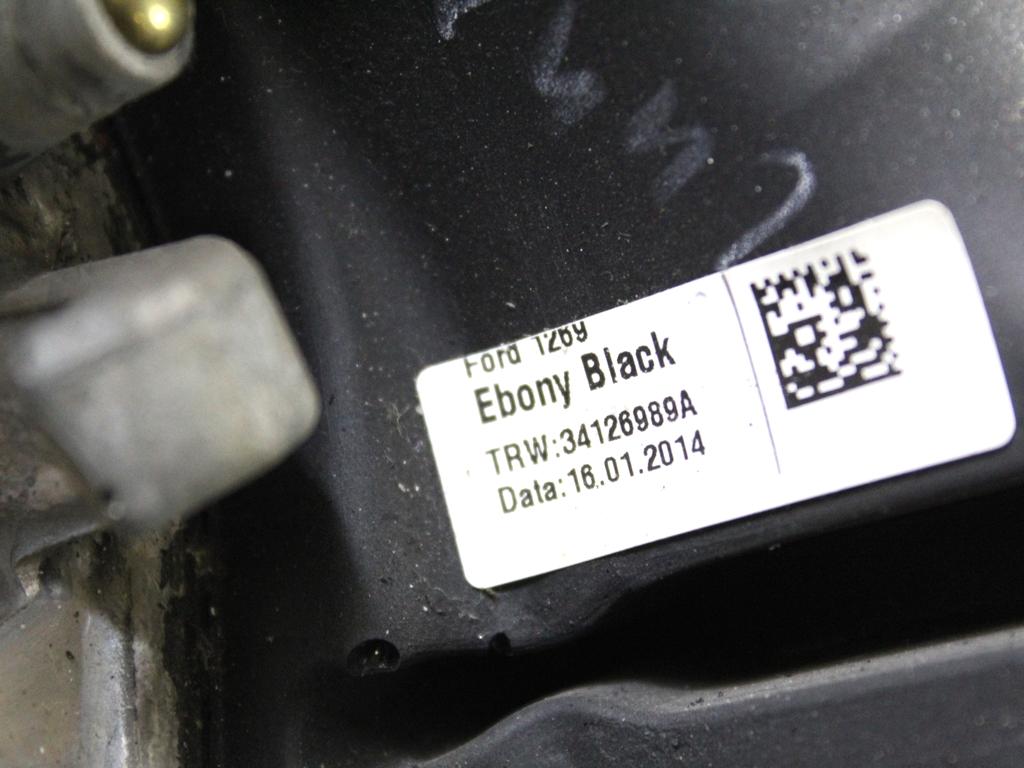 Ford 1269
Ebony Black
TRW:34126989A
Data:16.01.2014